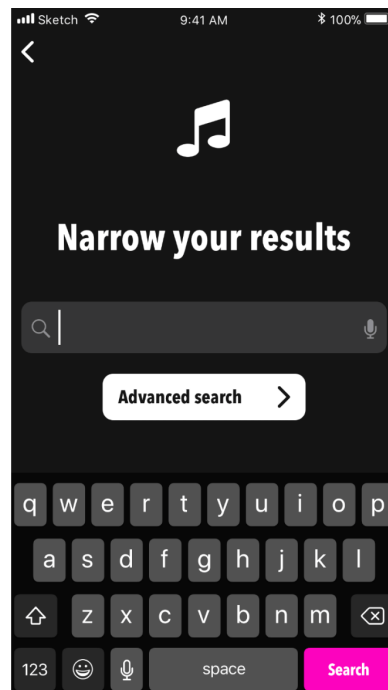 Sketch 9:41 AM 100%
Narrow your results
Advanced search
q w e r t y u i o p
a s d f g h j k l
z x c v b n m
123 space Search